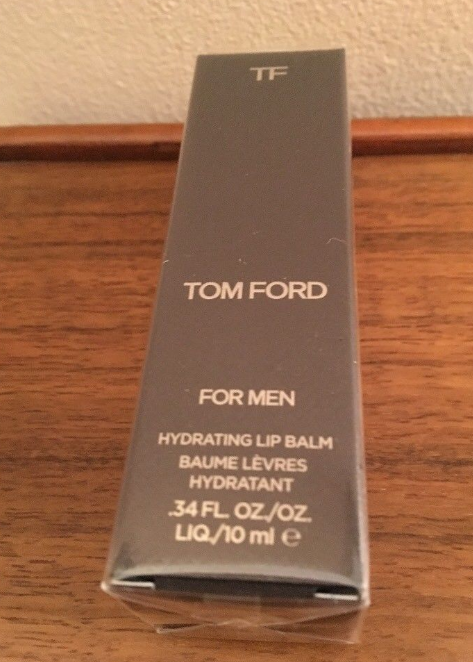 TF
TOM FORD
FOR MEN
HYDRATING LIP BALM
BAUME LÈVRES
HYDRATANT
.34 FL. OZ./OZ.
LIQ./10 ml ℮